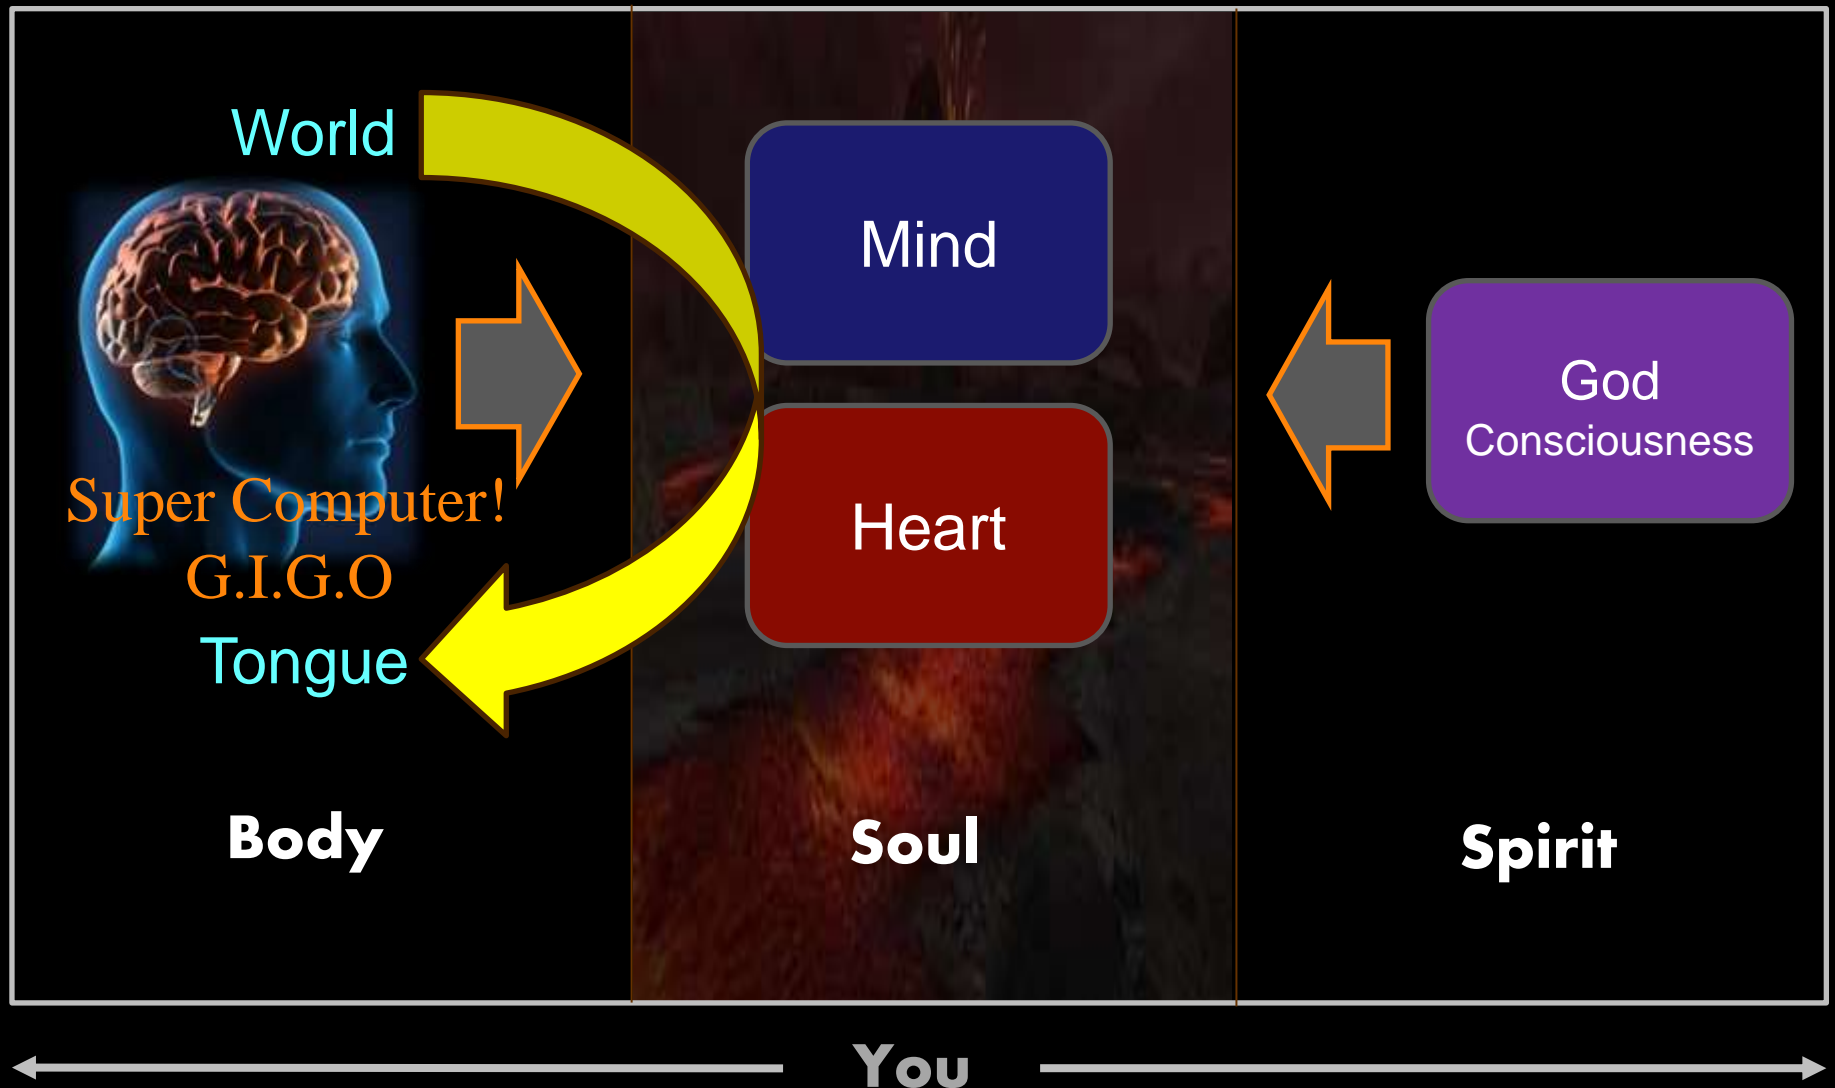 World
Super Computer!
G.I.G.O
Tongue
Body
Mind
Heart
Soul
God
Consciousness
Spirit
You